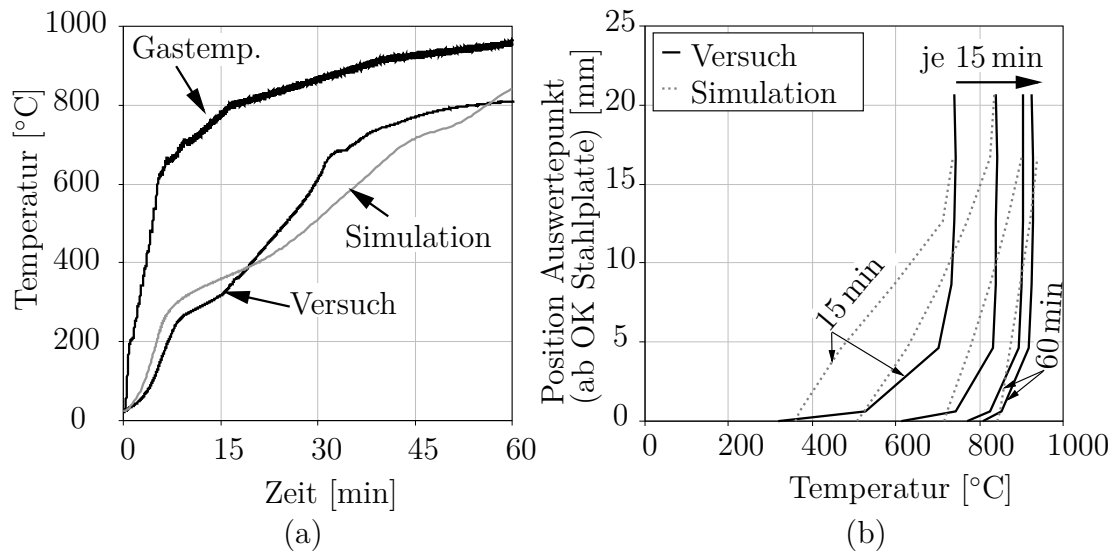 1000
800
600
400
200
0
Temperatur [°C]
Gastemp.
Simulation
Versuch
0 15 30 45 60
Zeit [min]
(a)
25
20
15
10
5
0
Position Auswertepunkt
(ab OK Stahlplatte) [mm]
Versuch
Simulation
je 15 min
15 min
60 min
0 200 400 600 800 1000
Temperatur [°C]
(b)